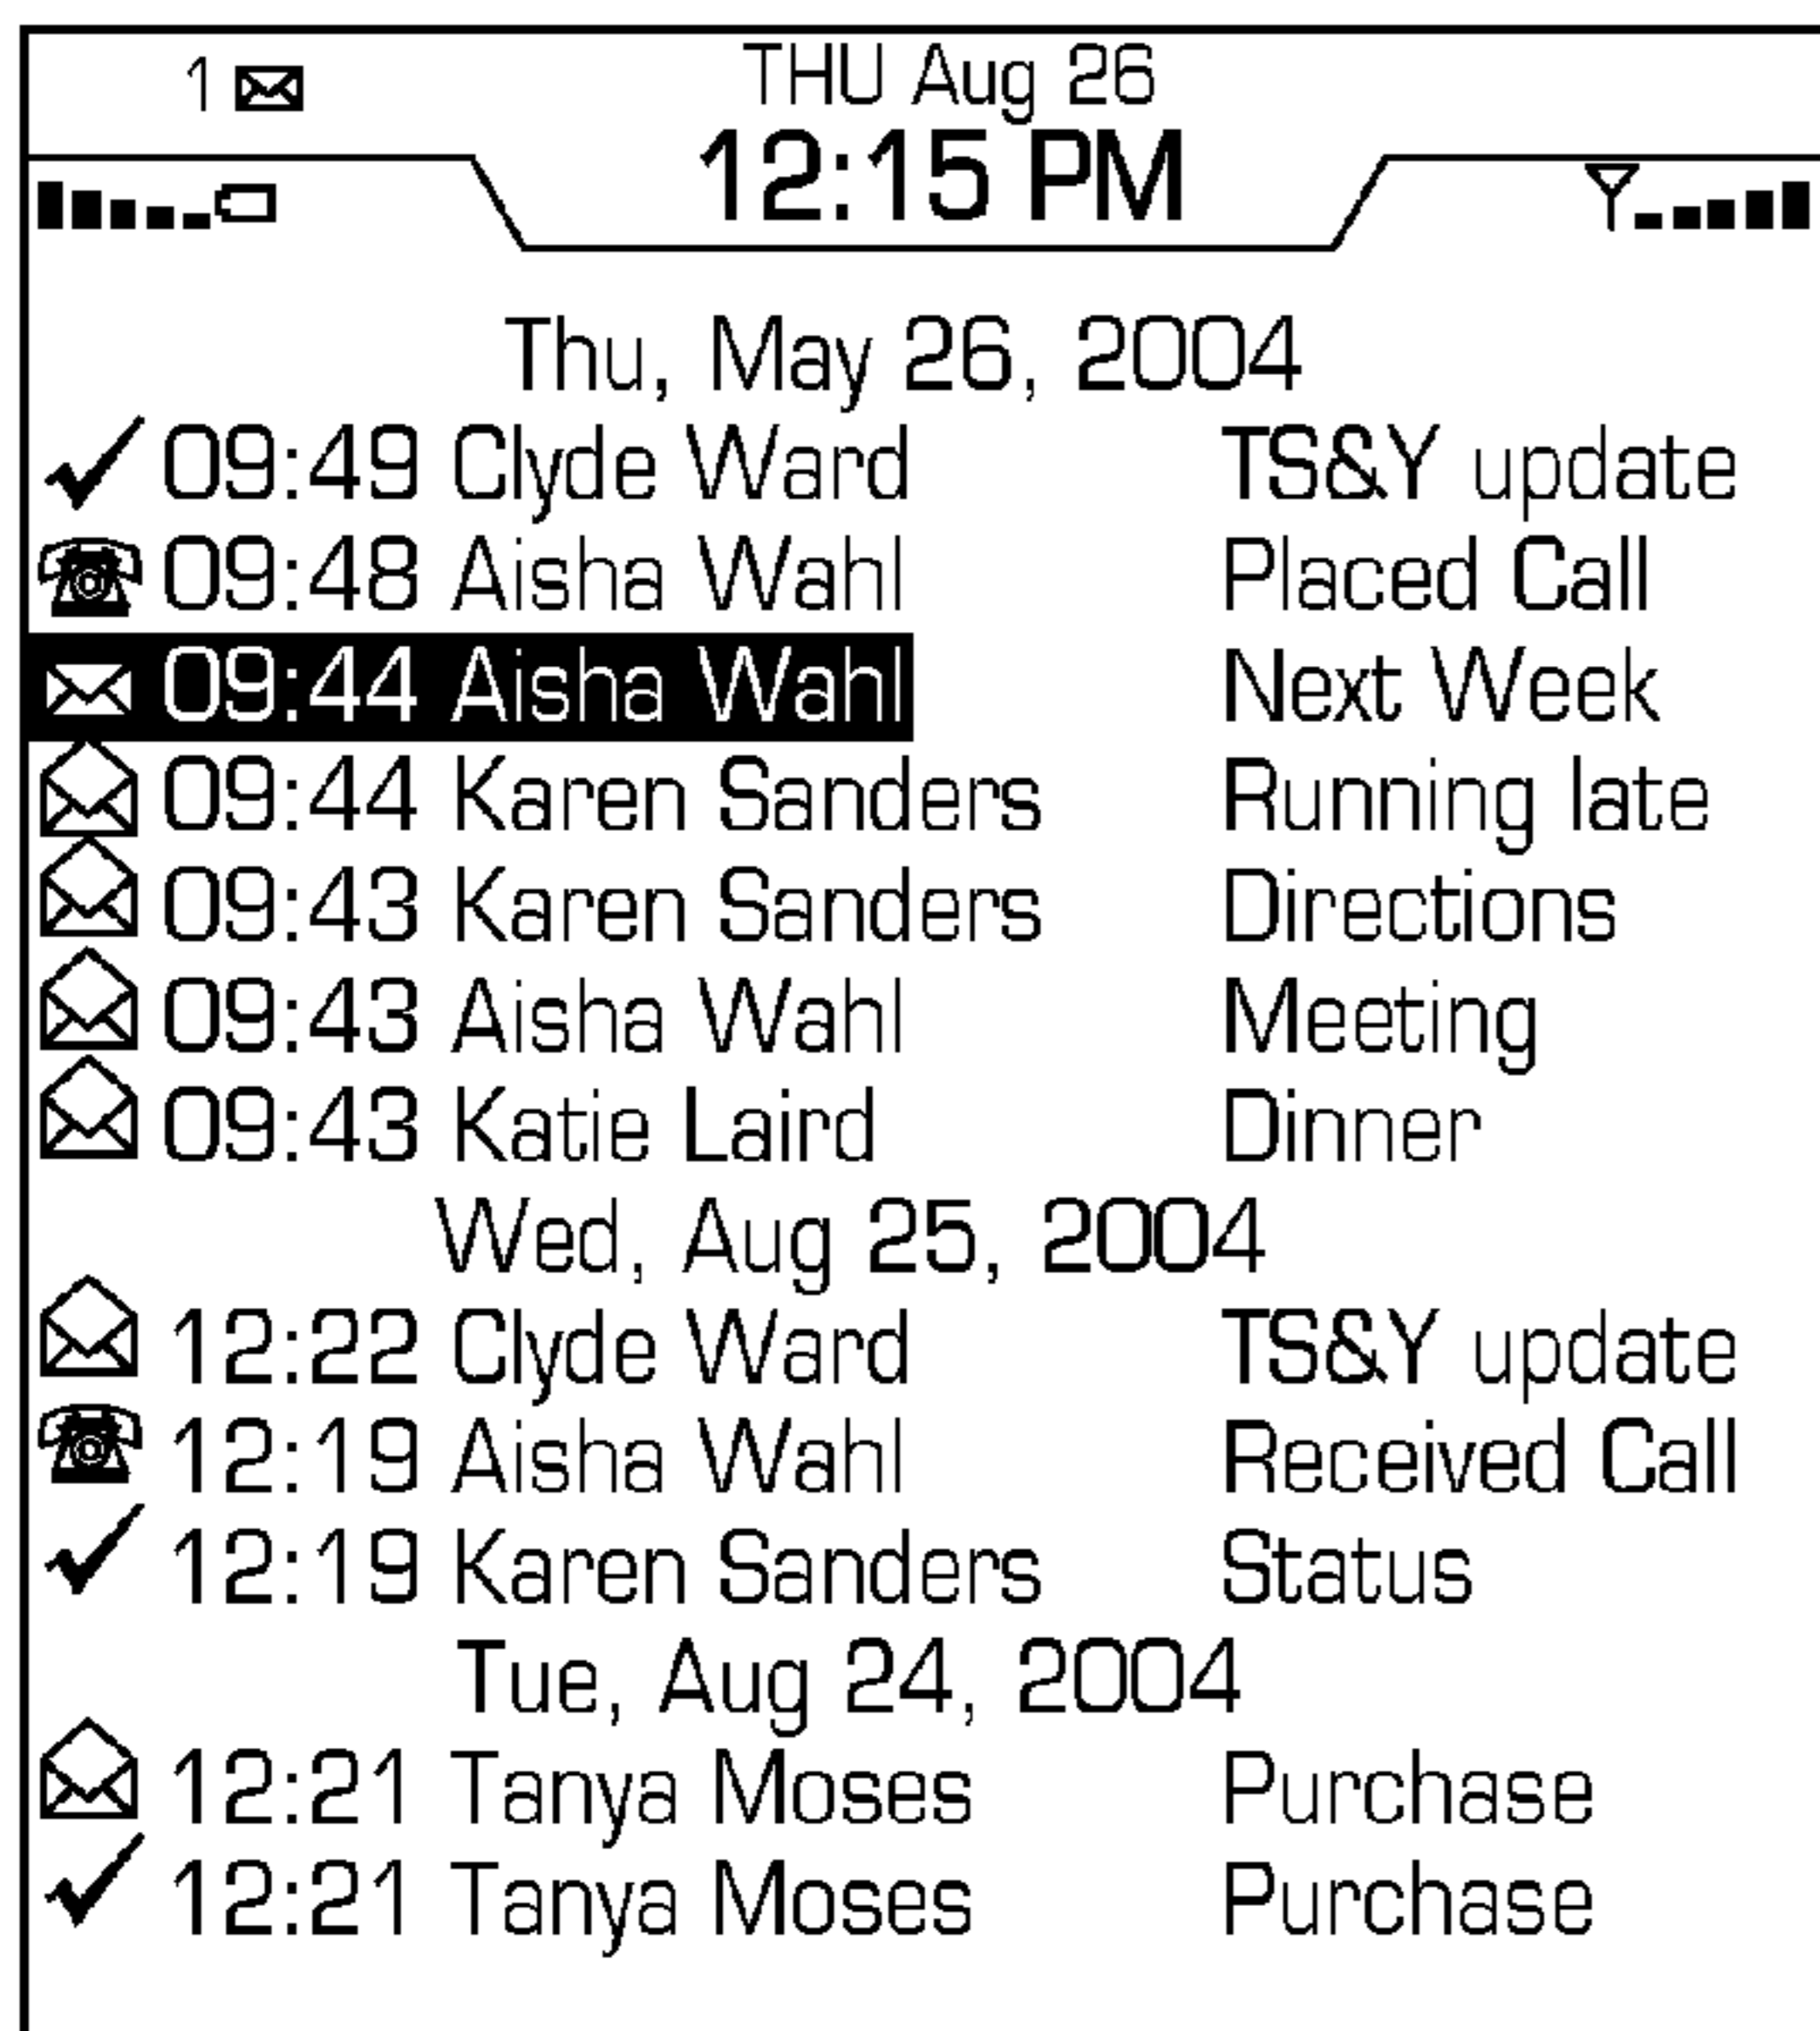 1
THU Aug 26
12:15 PM
Thu, May 26, 2004
09:49 Clyde Ward TS&Y update
09:48 Aisha Wahl Placed Call
09:44 Aisha Wahl Next Week
09:44 Karen Sanders Running late
09:43 Karen Sanders Directions
09:43 Aisha Wahl Meeting
09:43 Katie Laird Dinner
Wed, Aug 25, 2004
12:22 Clyde Ward TS&Y update
12:19 Aisha Wahl Received Call
12:19 Karen Sanders Status
Tue, Aug 24, 2004
12:21 Tanya Moses Purchase
12:21 Tanya Moses Purchase